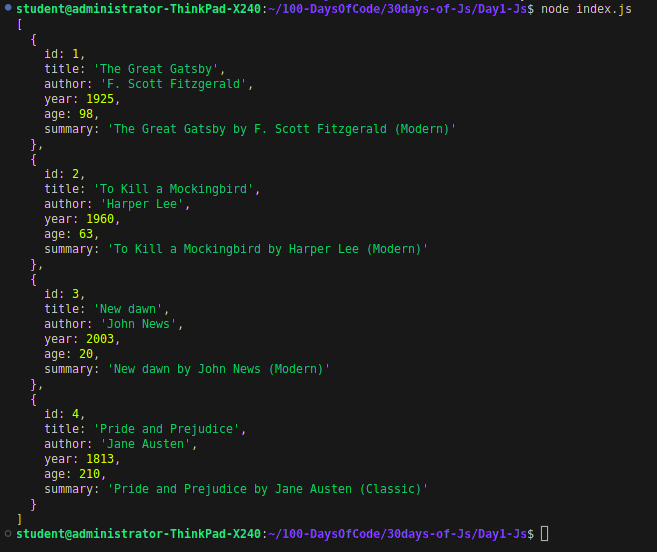 student@administrator-ThinkPad-X240:~/100-DaysOfCode/30days-of-Js/Day1-Js$ node index.js
[
  {
    id: 1,
    title: 'The Great Gatsby',
    author: 'F. Scott Fitzgerald',
    year: 1925,
    age: 98,
    summary: 'The Great Gatsby by F. Scott Fitzgerald (Modern)'
  },
  {
    id: 2,
    title: 'To Kill a Mockingbird',
    author: 'Harper Lee',
    year: 1960,
    age: 63,
    summary: 'To Kill a Mockingbird by Harper Lee (Modern)'
  },
  {
    id: 3,
    title: 'New dawn',
    author: 'John News',
    year: 2003,
    age: 20,
    summary: 'New dawn by John News (Modern)'
  },
  {
    id: 4,
    title: 'Pride and Prejudice',
    author: 'Jane Austen',
    year: 1813,
    age: 210,
    summary: 'Pride and Prejudice by Jane Austen (Classic)'
  }
]
student@administrator-ThinkPad-X240:~/100-DaysOfCode/30days-of-Js/Day1-Js$